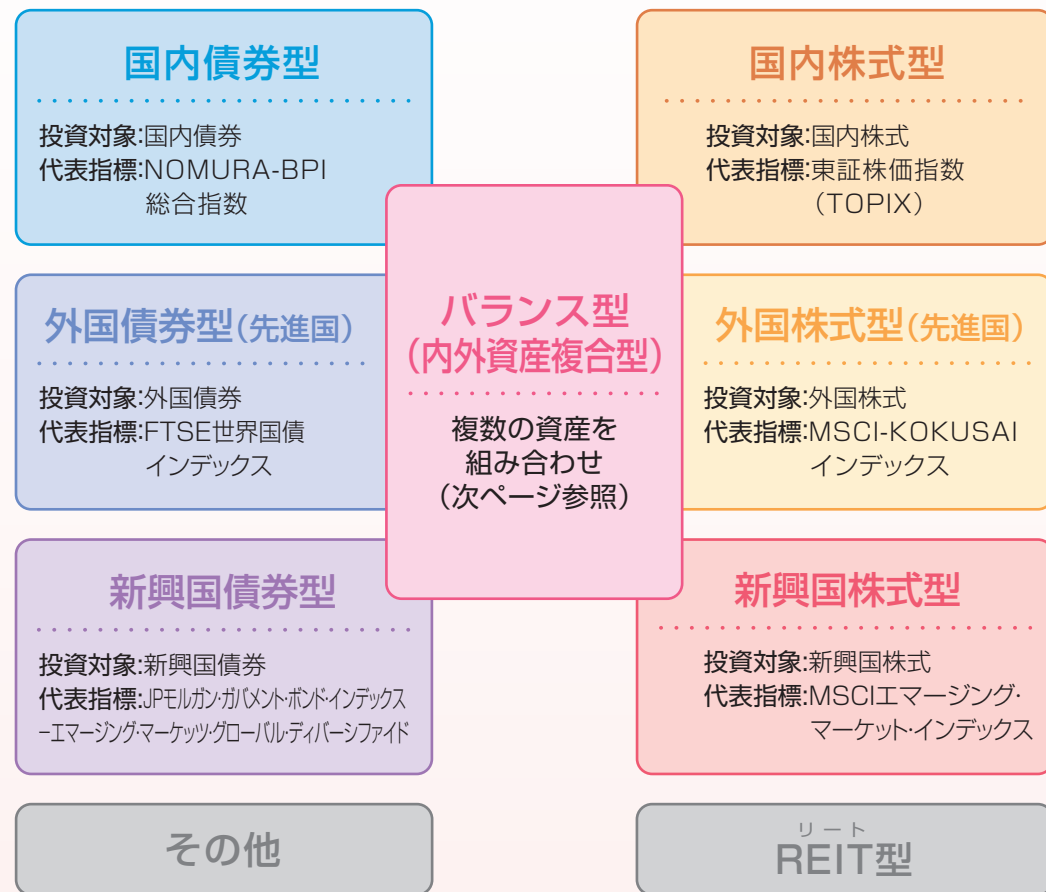 国内債券型
投資対象:国内債券
代表指標:NOMURA-BPI
総合指数
国内株式型
投資対象:国内株式
代表指標:東証株価指数
(TOPIX)
外国債券型(先進国)
投資対象:外国債券
代表指標:FTSE世界国債
インデックス
バランス型
(内外資産複合型)
複数の資産を
組み合わせ
(次ページ参照)
外国株式型(先進国)
投資対象:外国株式
代表指標:MSCI-KOKUSAI
インデックス
新興国債券型
投資対象:新興国債券
代表指標:JPモルガン・ガバメント・ボンド・インデックス
−エマージング・マーケッツ・グローバル・ディバーシファイド
新興国株式型
投資対象:新興国株式
代表指標:MSCIエマージング・
マーケット・インデックス
その他
リート
REIT型